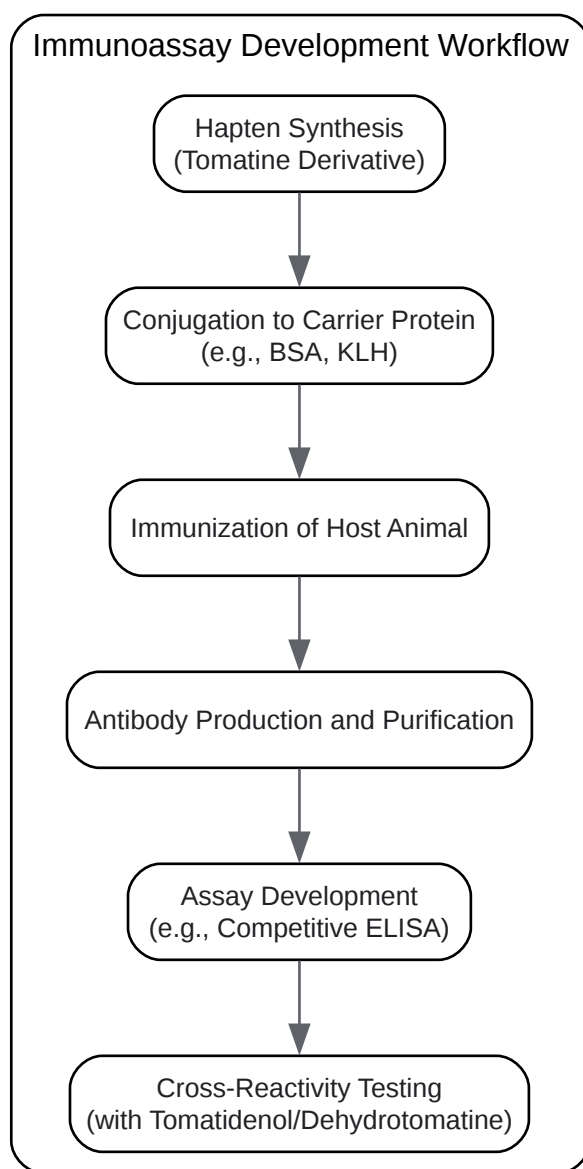 Immunoassay Development Workflow
Hapten Synthesis
(Tomatine Derivative)
Conjugation to Carrier Protein
(e.g., BSA, KLH)
Immunization of Host Animal
Antibody Production and Purification
Assay Development
(e.g., Competitive ELISA)
Cross-Reactivity Testing
(with Tomatidenol/Dehydrotomatine)